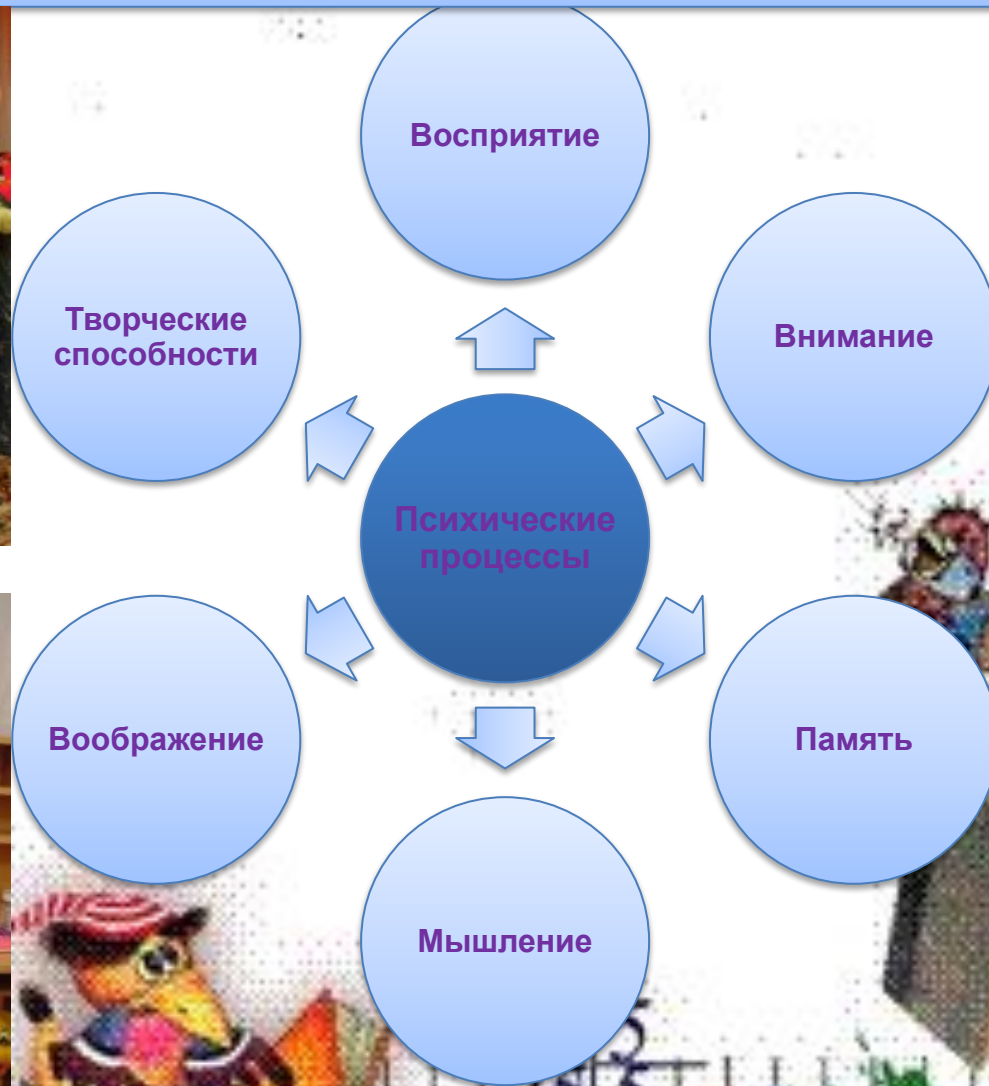 Восприятие
Творческие
способности
Внимание
Психические
процессы
Воображение
Память
Мышление